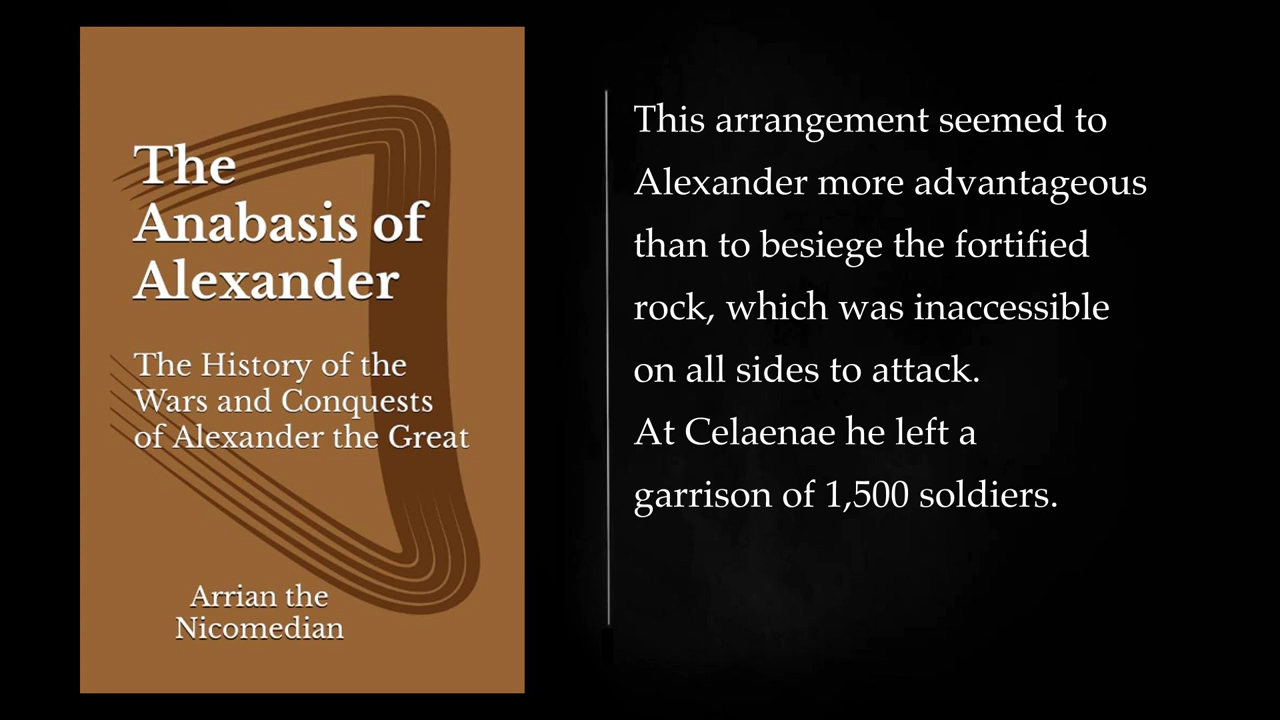 The
Anabasis of
Alexander
The History of the
Wars and Conquests
of Alexander the Great
Arrian the
Nicomedian
This arrangement seemed to
Alexander more advantageous
than to besiege the fortified
rock, which was inaccessible
on all sides to attack.
At Celaenae he left a
garrison of 1,500 soldiers.